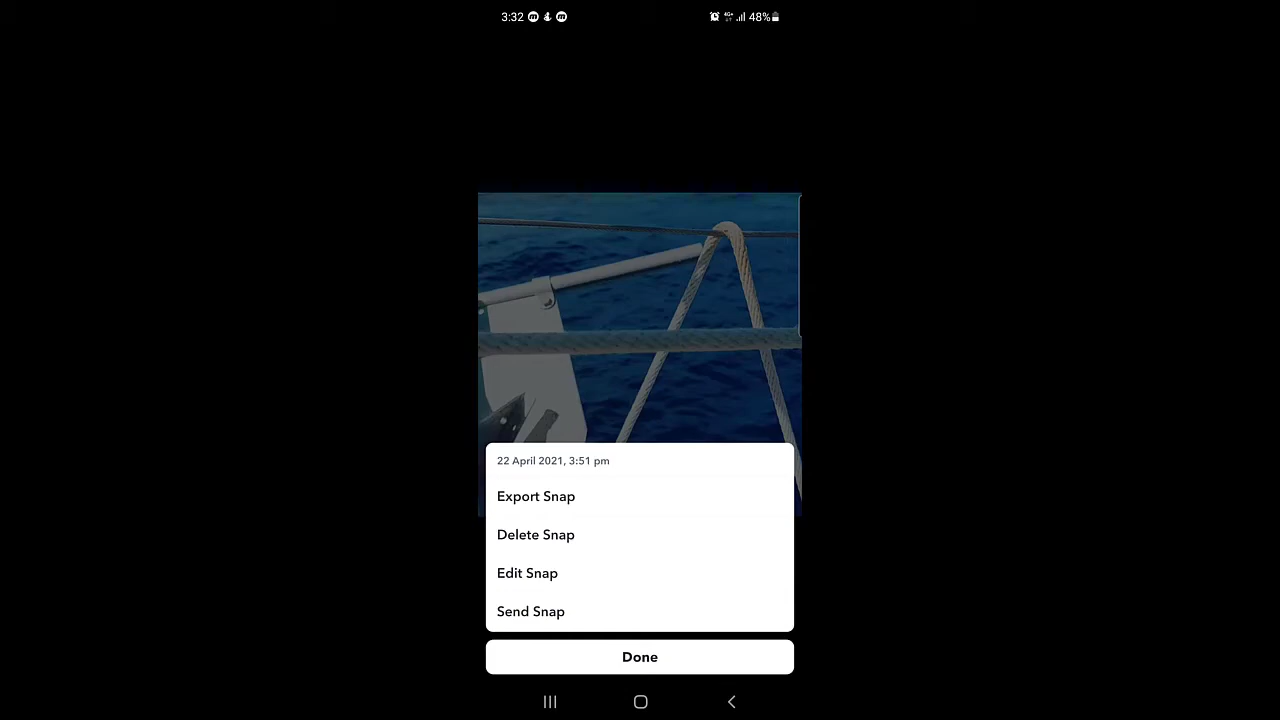 3:32
48%
22 April 2021, 3:51 pm
Export Snap
Delete Snap
Edit Snap
Send Snap
Done